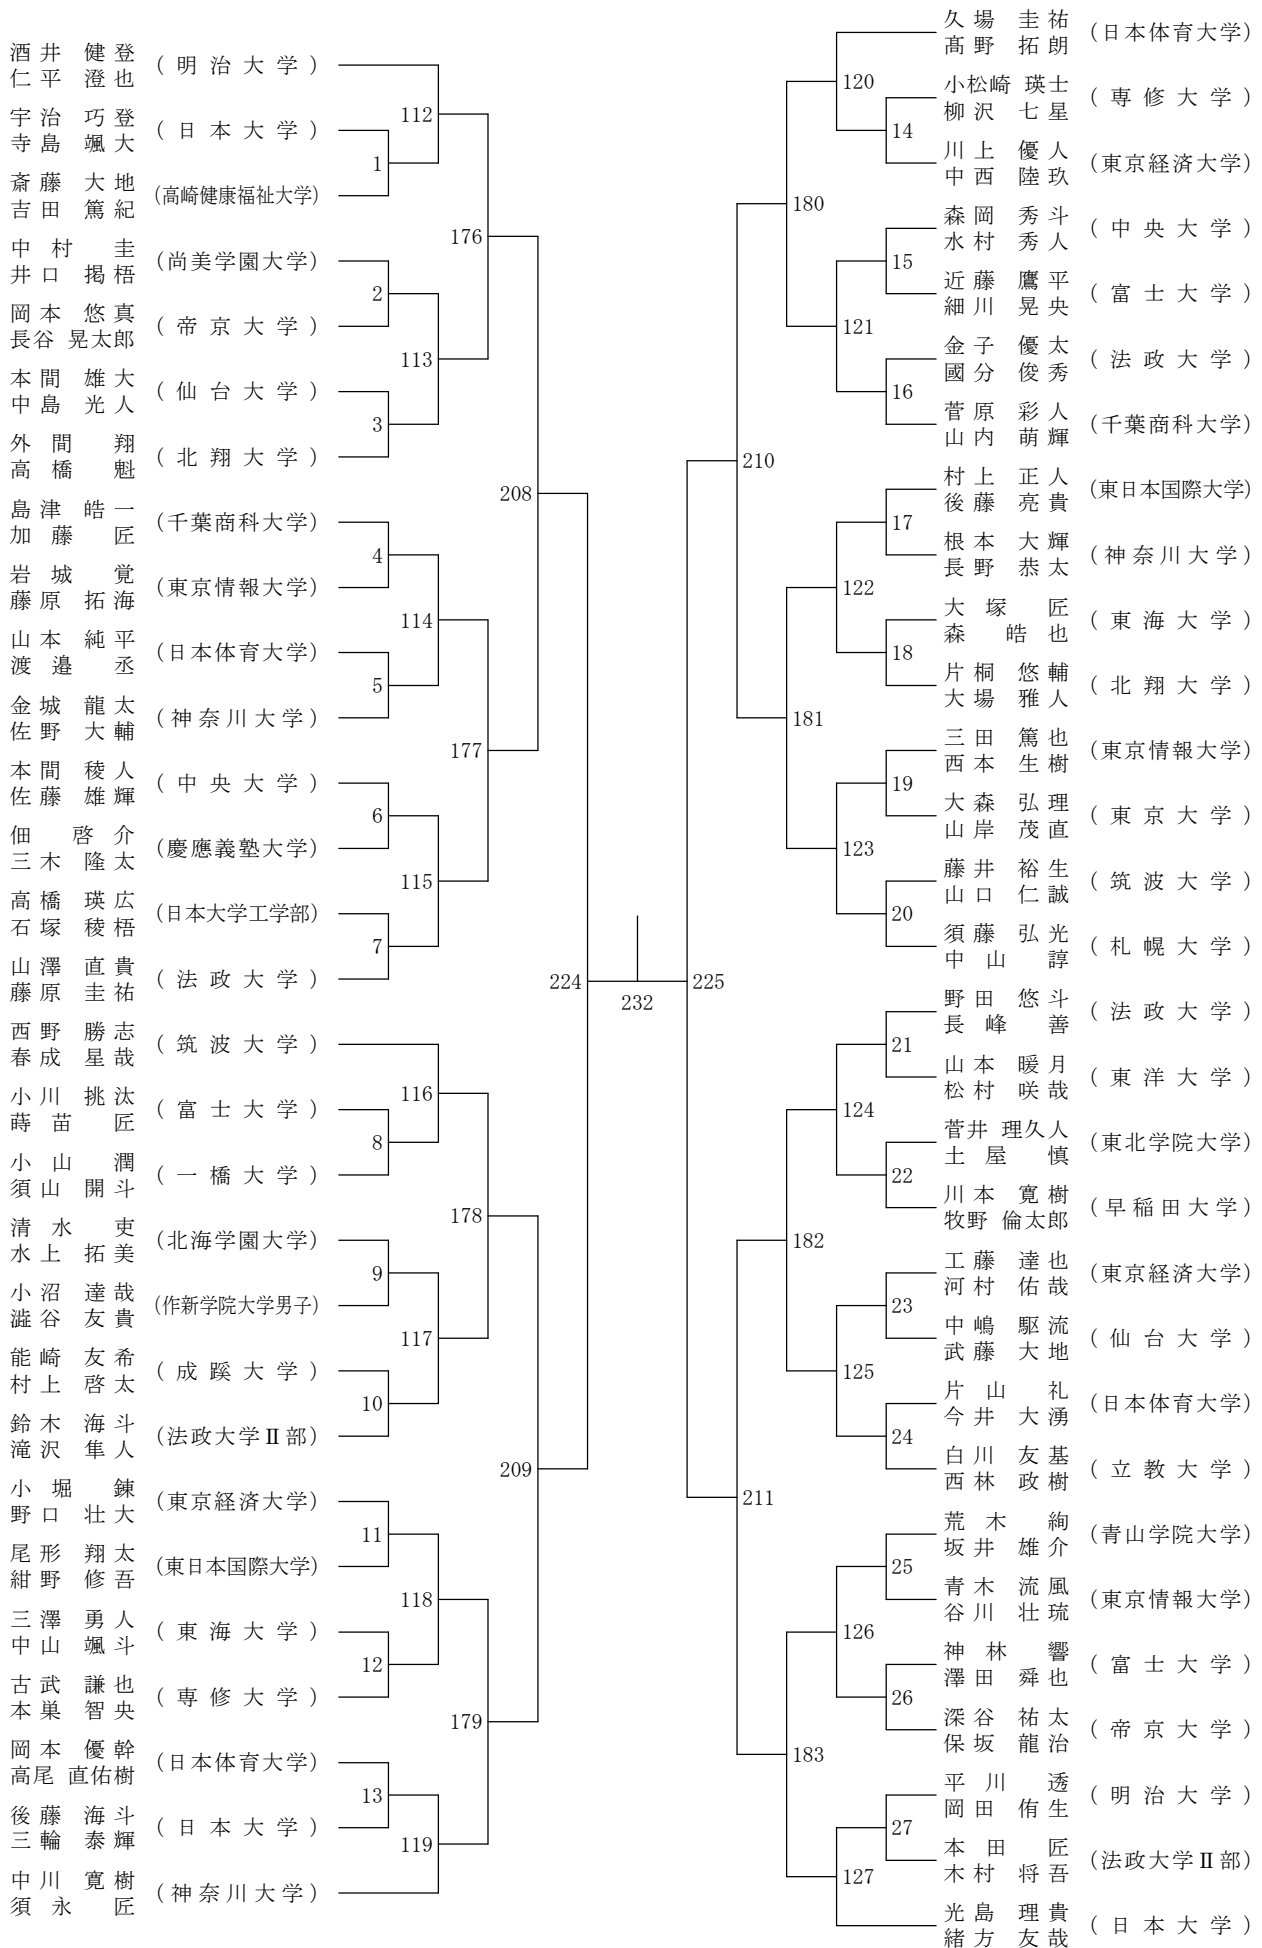 酒井 健登
仁平 澄也
(明治大学)
宇治 巧登
寺島 颯大
(日本大学)
斎藤 大地
吉田 篤紀
(高崎健康福祉大学)
中村 圭
井口 掲梧
(尚美学園大学)
岡本 悠真
長谷 晃太郎
(帝京大学)
本間 雄大
中島 光人
(仙台大学)
外間 翔
高橋 魁
(北翔大学)
島津 皓一
加藤 匠
(千葉商科大学)
岩城 覚
藤原 拓海
(東京情報大学)
山本 純平
渡邉 丞
(日本体育大学)
金城 龍太
佐野 大輔
(神奈川大学)
本間 稜人
佐藤 雄輝
(中央大学)
佃 啓介
三木 隆太
(慶應義塾大学)
高橋 瑛広
石塚 稜梧
(日本大学工学部)
山澤 直貴
藤原 圭祐
(法政大学)
西野 勝志
春成 星哉
(筑波大学)
小川 挑汰
蒔苗 匠
(富士大学)
小山 潤
須山 開斗
(一橋大学)
清水 吏
水上 拓美
(北海学園大学)
小沼 達哉
澁谷 友貴
(作新学院大学男子)
能崎 友希
村上 啓太
(成蹊大学)
鈴木 海斗
滝沢 隼人
(法政大学Ⅱ部)
小堀 錬
野口 壮大
(東京経済大学)
尾形 翔太
紺野 修吾
(東日本国際大学)
三澤 勇人
中山 颯斗
(東海大学)
古武 謙也
本巣 智央
(専修大学)
岡本 優幹
高尾 直佑樹
(日本体育大学)
後藤 海斗
三輪 泰輝
(日本大学)
中川 寛樹
須永 匠
(神奈川大学)
1
2
3
4
5
6
7
8
9
10
11
12
13
112
113
114
115
116
117
118
119
176
177
178
179
208
209
224
232
225
210
211
180
181
182
183
120
121
122
123
124
125
126
127
14
15
16
17
18
19
20
21
22
23
24
25
26
27
久場 圭祐
髙野 拓朗
(日本体育大学)
小松崎 瑛士
柳沢 七星
(専修大学)
川上 優人
中西 陸玖
(東京経済大学)
森岡 秀斗
水村 秀人
(中央大学)
近藤 鷹平
細川 晃央
(富士大学)
金子 優太
國分 俊秀
(法政大学)
菅原 彩人
山内 萌輝
(千葉商科大学)
村上 正人
後藤 亮貴
(東日本国際大学)
根本 大輝
長野 恭太
(神奈川大学)
大塚 匠
森 皓也
(東海大学)
片桐 悠輔
大場 雅人
(北翔大学)
三田 篤也
西本 生樹
(東京情報大学)
大森 弘理
山岸 茂直
(東京大学)
藤井 裕生
山口 仁誠
(筑波大学)
須藤 弘光
中山 諄
(札幌大学)
野田 悠斗
長峰 善
(法政大学)
山本 暖月
松村 咲哉
(東洋大学)
菅井 理久人
土屋 慎
(東北学院大学)
川本 寛樹
牧野 倫太郎
(早稲田大学)
工藤 達也
河村 佑哉
(東京経済大学)
中嶋 駆流
武藤 大地
(仙台大学)
片山 礼
今井 大湧
(日本体育大学)
白川 友基
西林 政樹
(立教大学)
荒木 絢
坂井 雄介
(青山学院大学)
青木 流風
谷川 壮琉
(東京情報大学)
神林 響
澤田 舜也
(富士大学)
深谷 祐太
保坂 龍治
(帝京大学)
平川 透
岡田 侑生
(明治大学)
本田 匠
木村 将吾
(法政大学Ⅱ部)
光島 理貴
緒方 友哉
(日本大学)